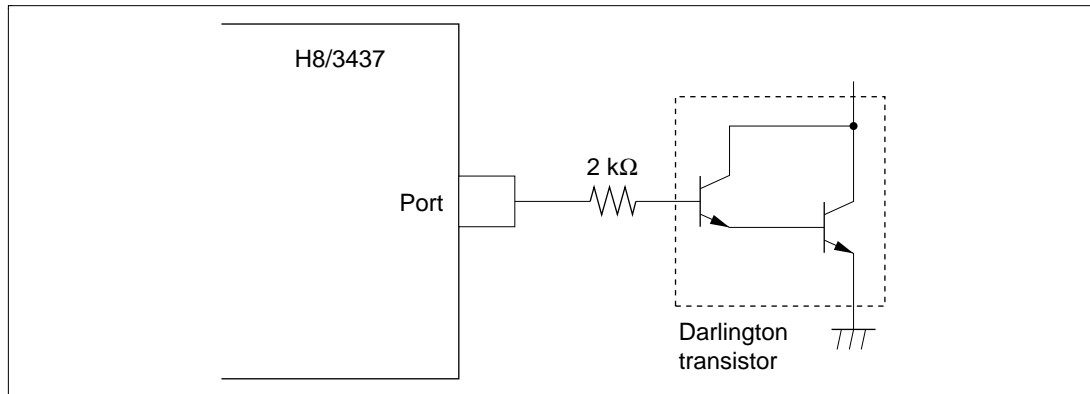 H8/3437
2 kΩ
Port
Darlington
transistor